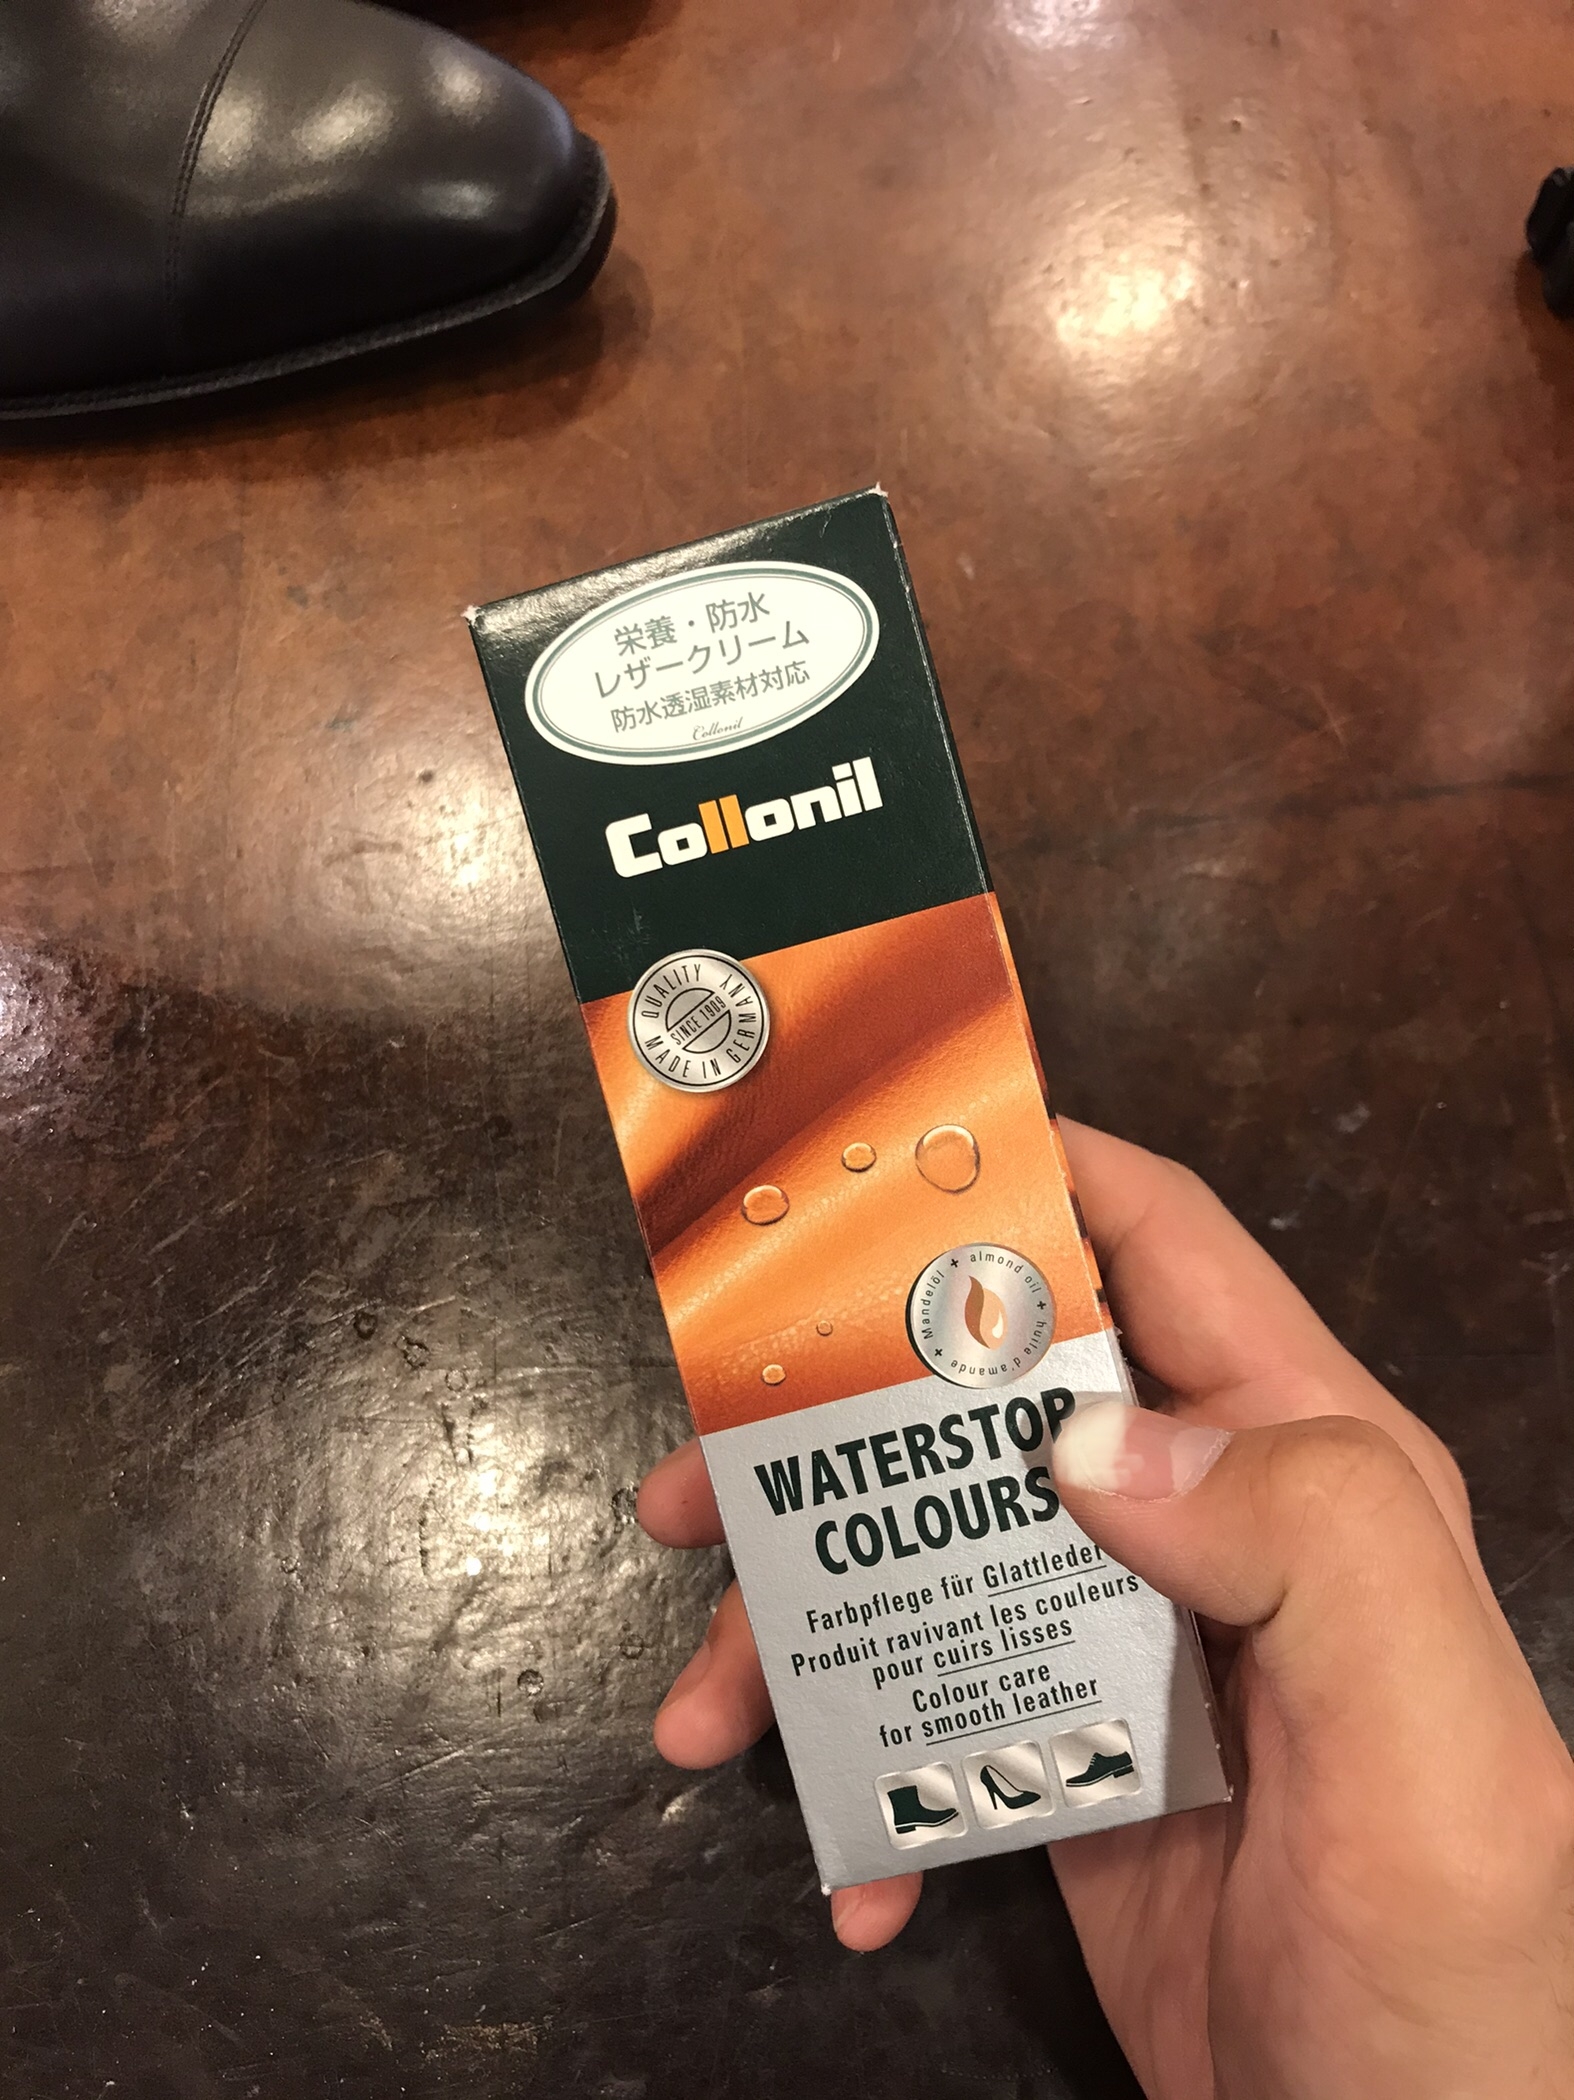 栄養・防水
レザークリーム
防水透湿素材対応
Collonil
Collonil
QUALITY
SINCE 1909
MADE IN GERMANY
Mandelöl + almond oil + huile d'amande +
WATERSTOP
COLOURS
Farbpflege für Glattleder
Produit ravivant les couleurs
pour cuirs lisses
Colour care
for smooth leather